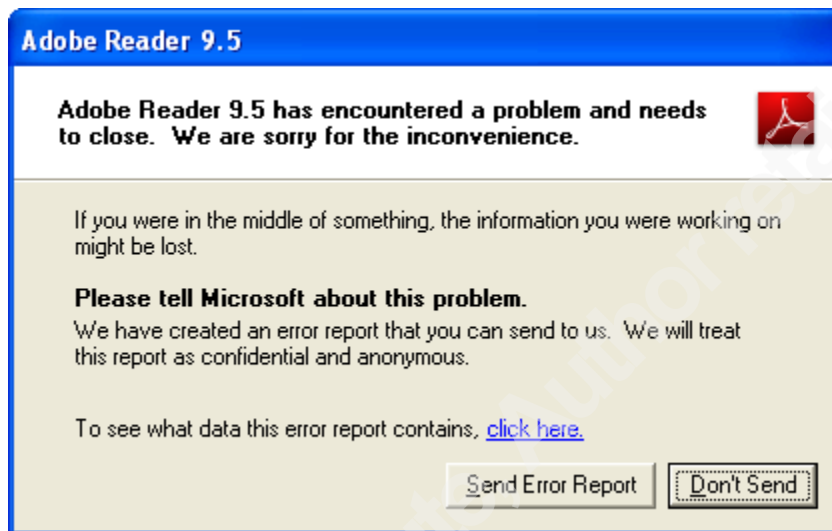 Adobe Reader 9.5
Adobe Reader 9.5 has encountered a problem and needs
to close.  We are sorry for the inconvenience.
If you were in the middle of something, the information you were working on
might be lost.
Please tell Microsoft about this problem.
We have created an error report that you can send to us.  We will treat
this report as confidential and anonymous.
To see what data this error report contains, click here.
Send Error Report
Don't Send
Author reta